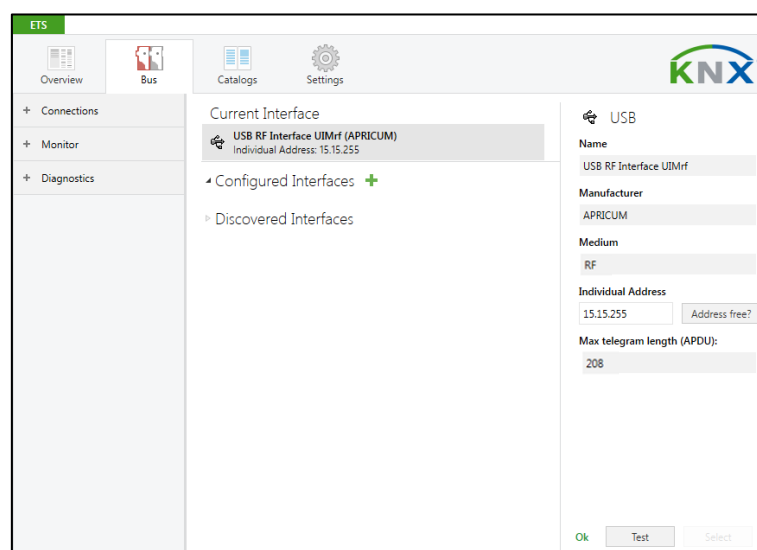 ETS
Overview
Bus
Catalogs
Settings
KNX
+ Connections
+ Monitor
+ Diagnostics
Current Interface
USB RF Interface UIMrf (APRICUM)
Individual Address: 15.15.255
Configured Interfaces +
Discovered Interfaces
USB
Name
USB RF Interface UIMrf
Manufacturer
APRICUM
Medium
RF
Individual Address
15.15.255
Address free?
Max telegram length (APDU):
208
Ok
Test
Select